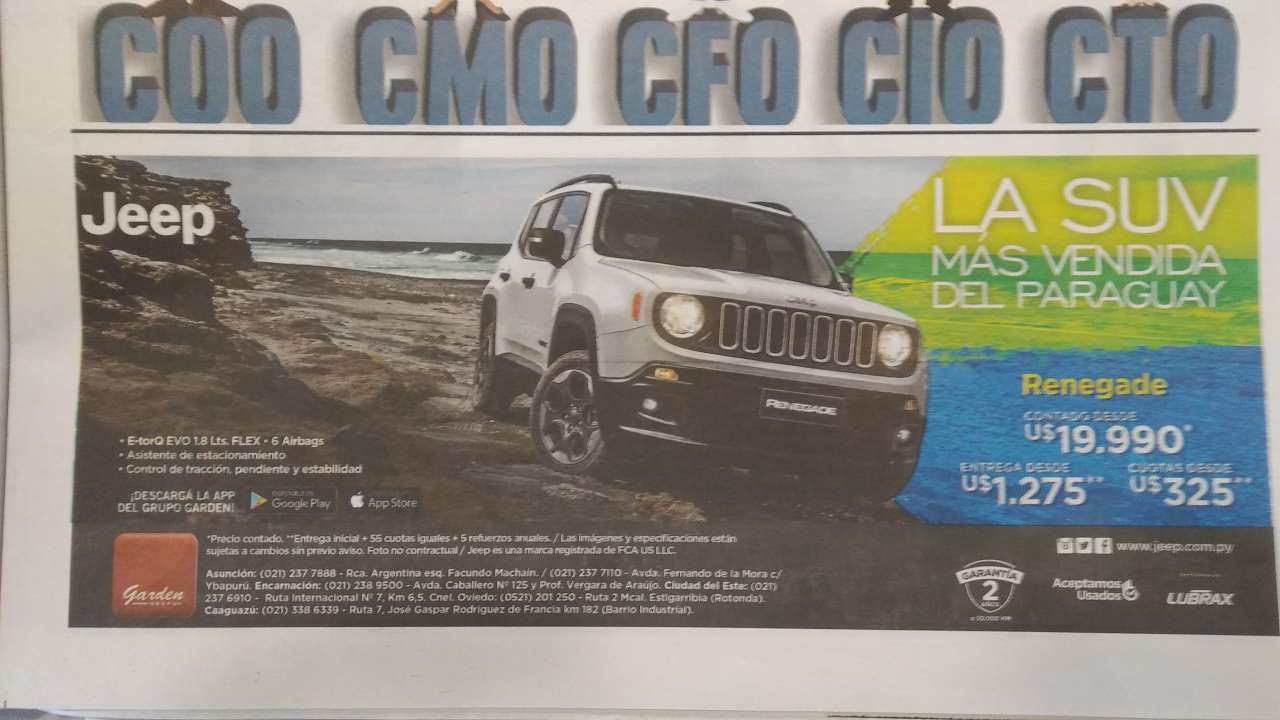 COO CMO CFO CIO CTO
Jeep
LA SUV
MÁS VENDIDA
DEL PARAGUAY
Renegade
CONTADO DESDE
U$19.990*
ENTREGA DESDE
U$1.275**
CUOTAS DESDE
U$325**
Jeep
RENEGADE
• E-torQ EVO 1.8 Lts. FLEX • 6 Airbags
• Asistente de estacionamiento
• Control de tracción, pendiente y estabilidad
¡DESCARGÁ LA APP
DEL GRUPO GARDEN!
DISPONIBLE EN
Google Play
App Store
*Precio contado. **Entrega inicial + 55 cuotas iguales + 5 refuerzos anuales. / Las imágenes y especificaciones están
sujetas a cambios sin previo aviso. Foto no contractual / Jeep es una marca registrada de FCA US LLC.
Garden
Asunción: (021) 237 7888 - Rca. Argentina esq. Facundo Machaín. / (021) 237 7110 - Avda. Fernando de la Mora c/
Ybapurú. Encarnación: (021) 238 9500 - Avda. Caballero Nº 125 y Prof. Vergara de Araújo. Ciudad del Este: (021)
237 6910 - Ruta Internacional Nº 7, Km 6,5. Cnel. Oviedo: (0521) 201 250 - Ruta 2 Mcal. Estigarribia (Rotonda).
Caaguazú: (021) 338 6339 - Ruta 7, José Gaspar Rodríguez de Francia km 182 (Barrio Industrial).
www.jeep.com.py
GARANTÍA
2
AÑOS
Aceptamos
Usados
LUBRAX